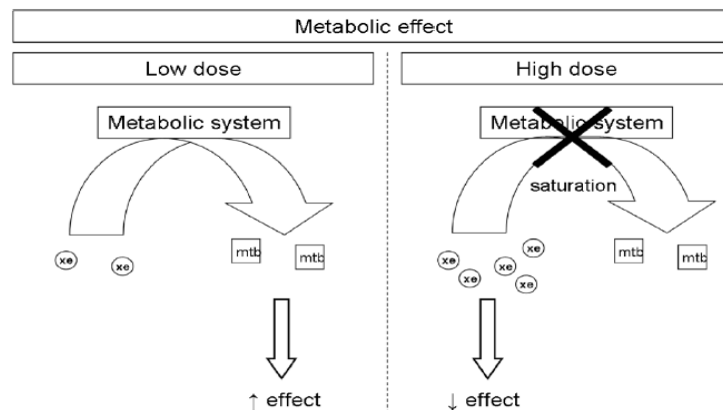 Metabolic effect
Low dose
High dose
Metabolic system
Metabolic system
saturation
xe
xe
mtb
mtb
xe
xe
xe
xe
xe
mtb
mtb
↑ effect
↓ effect